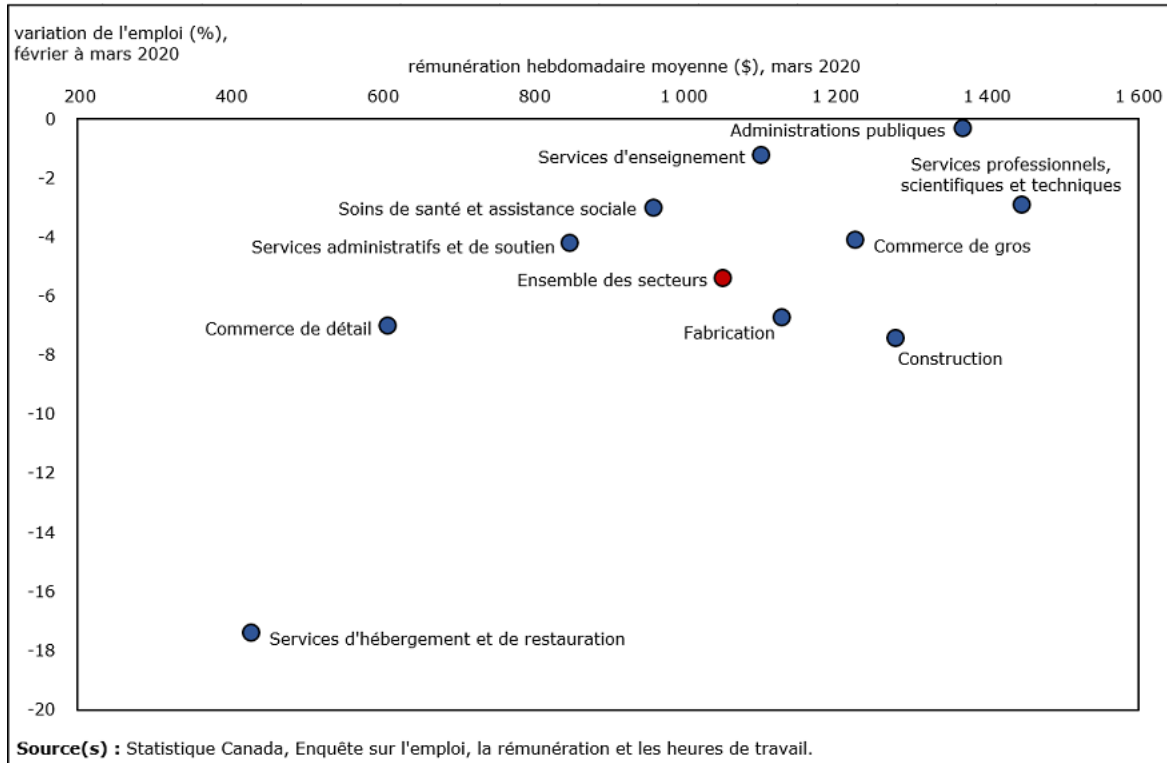 variation de l'emploi (%),
février à mars 2020
rémunération hebdomadaire moyenne ($), mars 2020
200 400 600 800 1 000 1 200 1 400 1 600
0
Administrations publiques
Services d'enseignement
Services professionnels,
scientifiques et techniques
-2
Soins de santé et assistance sociale
-4
Services administratifs et de soutien
Commerce de gros
Ensemble des secteurs
-6
Commerce de détail
Fabrication
-8
Construction
-10
-12
-14
-16
Services d'hébergement et de restauration
-18
-20
Source(s) : Statistique Canada, Enquête sur l'emploi, la rémunération et les heures de travail.